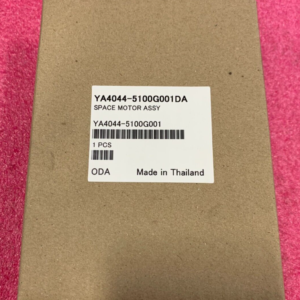 YA4044-5100G001DA
SPACE MOTOR ASSY
YA4044-5100G001
1 PCS
ODA Made in Thailand